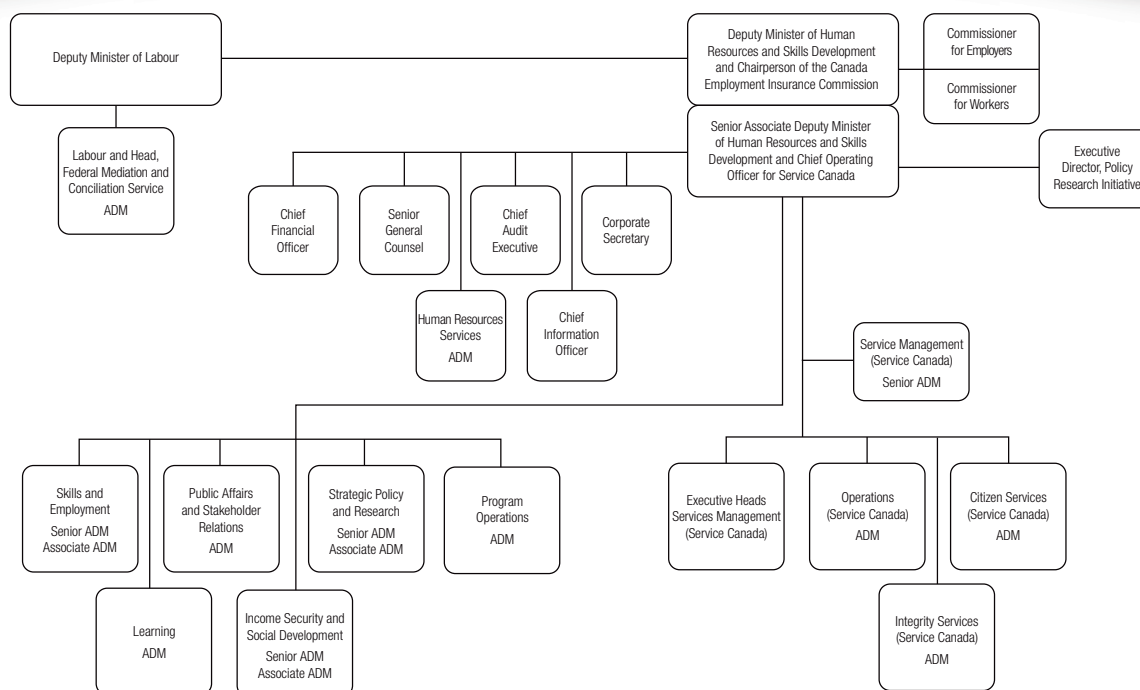 Deputy Minister of Labour
Deputy Minister of Human
Resources and Skills Development
and Chairperson of the Canada
Employment Insurance Commission
Commissioner
for Employers
Commissioner
for Workers
Senior Associate Deputy Minister
of Human Resources and Skills
Development and Chief Operating
Officer for Service Canada
Executive
Director, Policy
Research Initiative
Labour and Head,
Federal Mediation and
Conciliation Service
ADM
Chief
Financial
Officer
Senior
General
Counsel
Chief
Audit
Executive
Corporate
Secretary
Human Resources
Services
ADM
Chief
Information
Officer
Service Management
(Service Canada)
Senior ADM
Skills and
Employment
Senior ADM
Associate ADM
Public Affairs
and Stakeholder
Relations
ADM
Strategic Policy
and Research
Senior ADM
Associate ADM
Program
Operations
ADM
Executive Heads
Services Management
(Service Canada)
Operations
(Service Canada)
ADM
Citizen Services
(Service Canada)
ADM
Learning
ADM
Income Security and
Social Development
Senior ADM
Associate ADM
Integrity Services
(Service Canada)
ADM